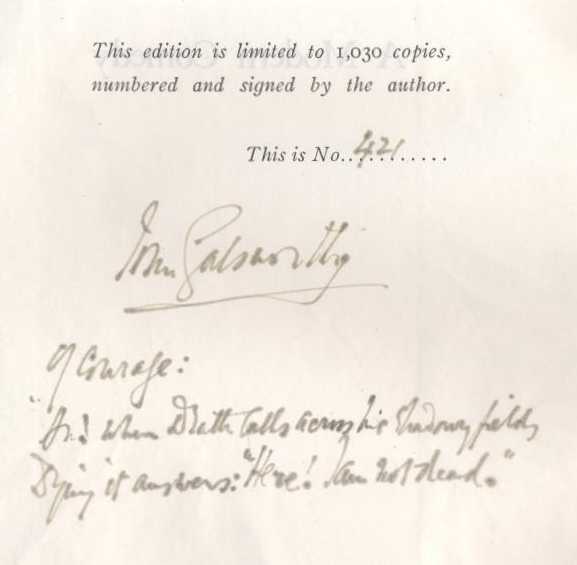 This edition is limited to 1,030 copies,
numbered and signed by the author.
This is No. 421
John Galsworthy
Of Courage:
"For! when Death calls across his shadowy fields
Dying it answers: "Here! I am not dead."